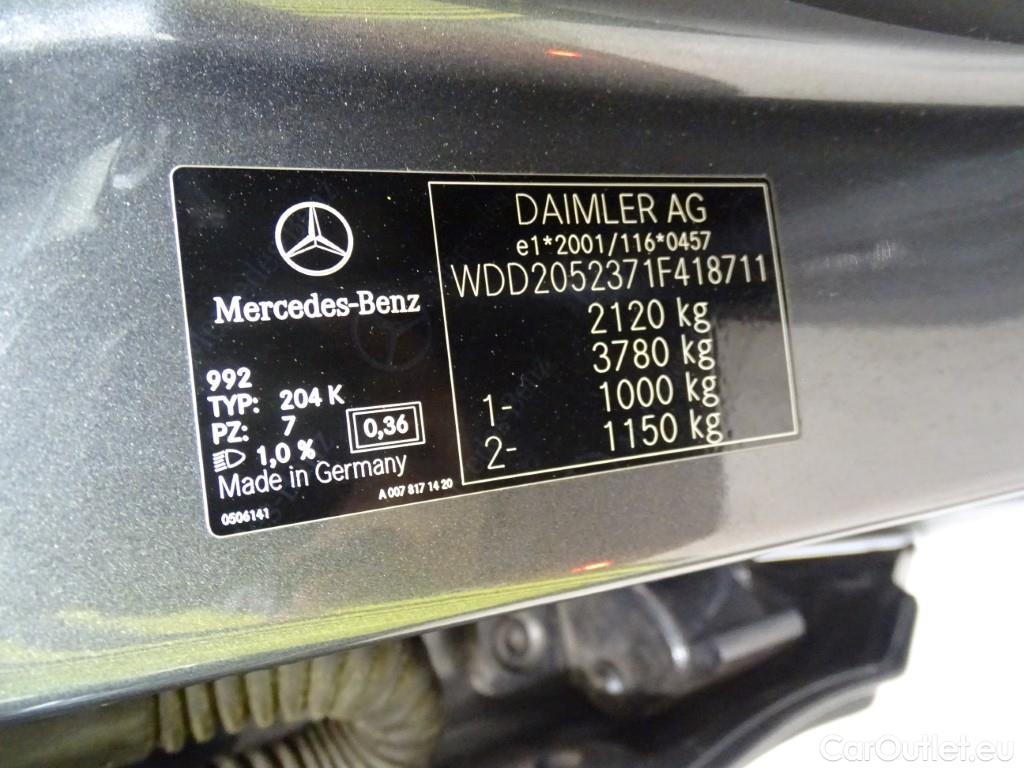 Mercedes-Benz
992
TYP: 204 K
PZ: 7
0,36
1,0 %
Made in Germany
A 007 817 14 20
0506141
DAIMLER AG
e1*2001/116*0457
WDD2052371F418711
2120 kg
3780 kg
1- 1000 kg
2- 1150 kg
CarOutlet.eu